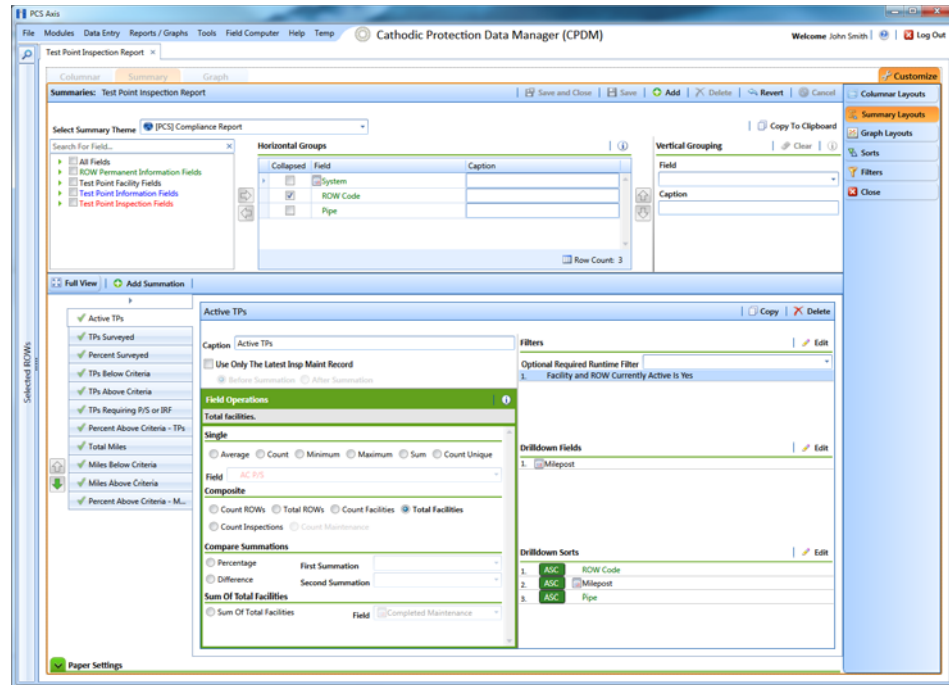 PCS Axis
File Modules Data Entry Reports / Graphs Tools Field Computer Help Temp Cathodic Protection Data Manager (CPDM) Welcome John Smith Log Out
Test Point Inspection Report ×
Columnar Summary Graph Customize
Summaries: Test Point Inspection Report Save and Close Save Add Delete Revert Cancel
Columnar Layouts
Summary Layouts
Graph Layouts
Sorts
Filters
Close
Select Summary Theme [PCS] Compliance Report Copy To Clipboard
Search For Field... ×
All Fields
ROW Permanent Information Fields
Test Point Facility Fields
Test Point Information Fields
Test Point Inspection Fields
Horizontal Groups
Collapsed Field Caption
System
ROW Code
Pipe
Row Count: 3
Vertical Grouping Clear
Field
Caption
Full View Add Summation
Selected ROWs
Active TPs
TPs Surveyed
Percent Surveyed
TPs Below Criteria
TPs Above Criteria
TPs Requiring P/S or IRF
Percent Above Criteria - TPs
Total Miles
Miles Below Criteria
Miles Above Criteria
Percent Above Criteria - M...
Active TPs Copy Delete
Caption Active TPs
Use Only The Latest Insp Maint Record
Before Summation After Summation
Field Operations
Total facilities.
Single
Average Count Minimum Maximum Sum Count Unique
Field AC P/S
Composite
Count ROWs Total ROWs Count Facilities Total Facilities
Count Inspections Count Maintenance
Compare Summations
Percentage First Summation
Difference Second Summation
Sum Of Total Facilities
Sum Of Total Facilities Field Completed Maintenance
Filters Edit
Optional Required Runtime Filter
1. Facility and ROW Currently Active Is Yes
Drilldown Fields Edit
1. Milepost
Drilldown Sorts Edit
1. ASC ROW Code
2. ASC Milepost
3. ASC Pipe
Paper Settings